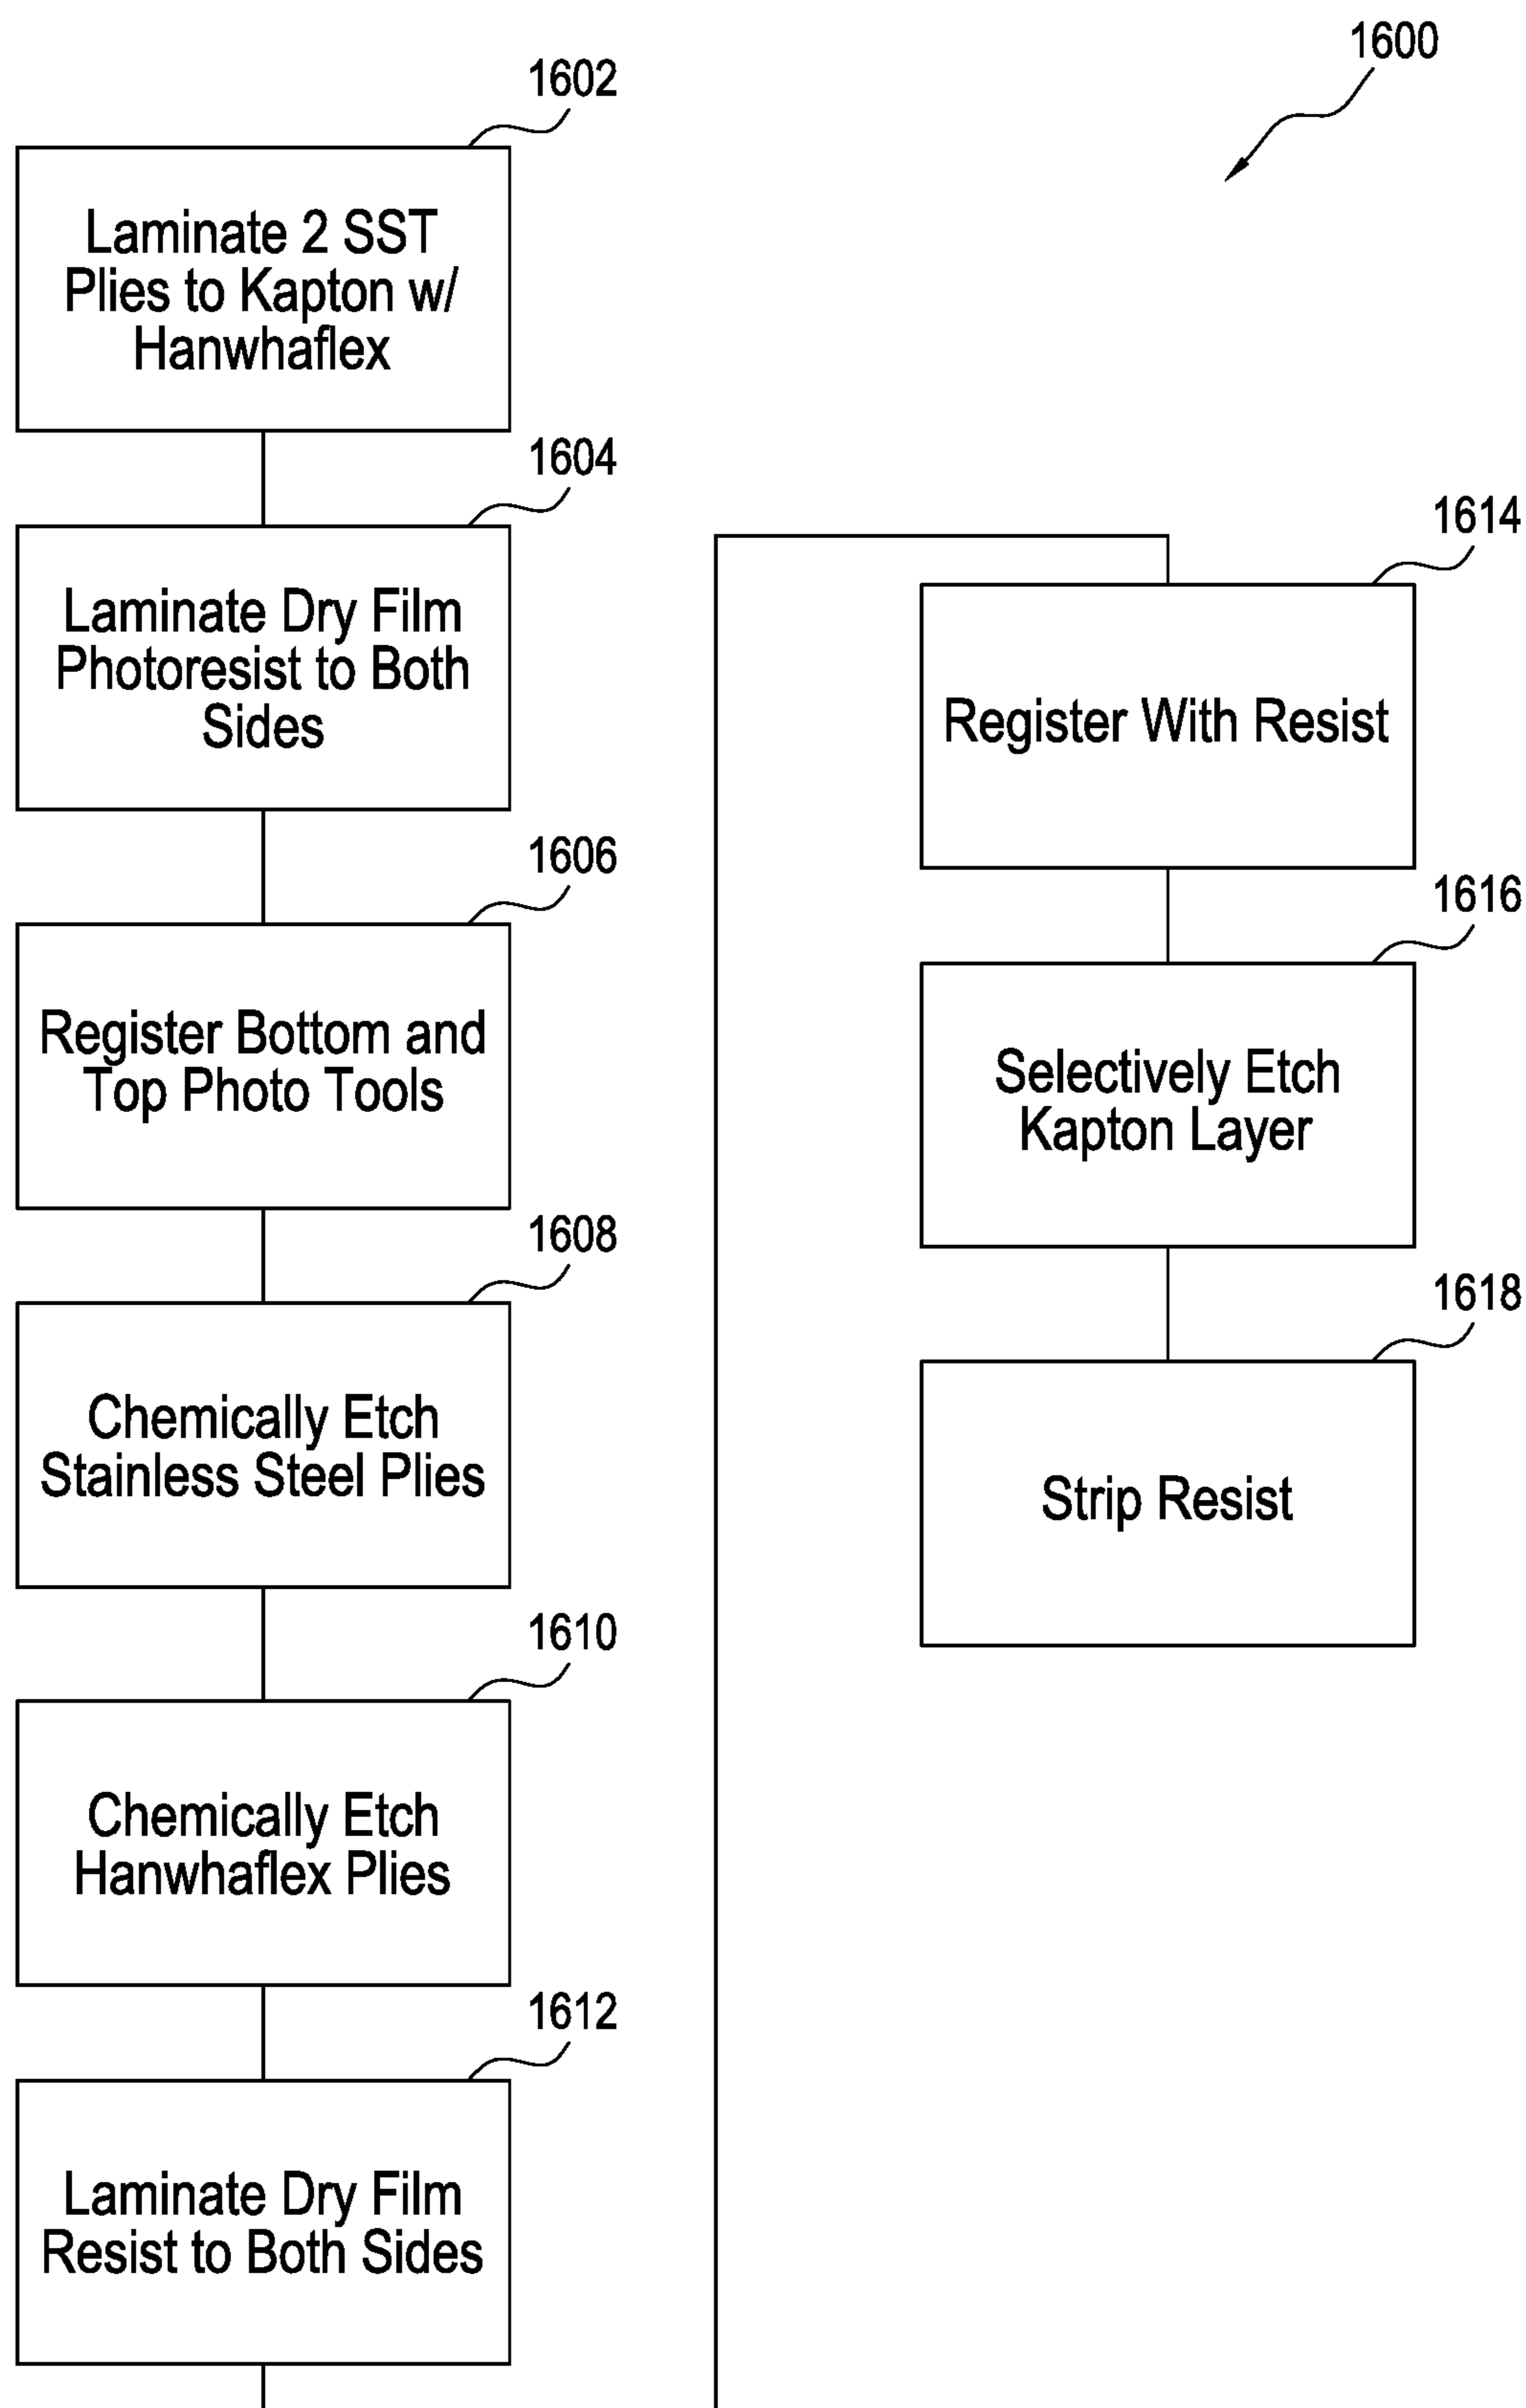 1600
1602
Laminate 2 SST
Plies to Kapton w/
Hanwhaflex
1604
Laminate Dry Film
Photoresist to Both
Sides
1606
Register Bottom and
Top Photo Tools
1608
Chemically Etch
Stainless Steel Plies
1610
Chemically Etch
Hanwhaflex Plies
1612
Laminate Dry Film
Resist to Both Sides
1614
Register With Resist
1616
Selectively Etch
Kapton Layer
1618
Strip Resist